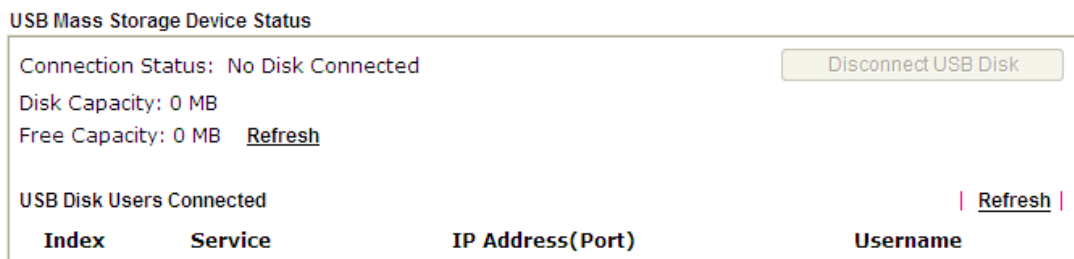 USB Mass Storage Device Status
Connection Status: No Disk Connected Disconnect USB Disk
Disk Capacity: 0 MB
Free Capacity: 0 MB Refresh
USB Disk Users Connected | Refresh |
Index Service IP Address(Port) Username